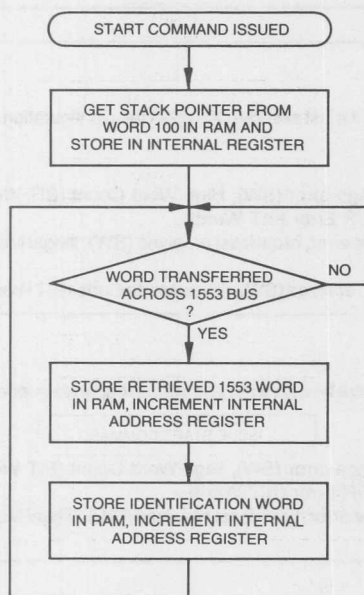 START COMMAND ISSUED
GET STACK POINTER FROM
WORD 100 IN RAM AND
STORE IN INTERNAL REGISTER
WORD TRANSFERRED
ACROSS 1553 BUS
?
NO
YES
STORE RETRIEVED 1553 WORD
IN RAM, INCREMENT INTERNAL
ADDRESS REGISTER
STORE IDENTIFICATION WORD
IN RAM, INCREMENT INTERNAL
ADDRESS REGISTER